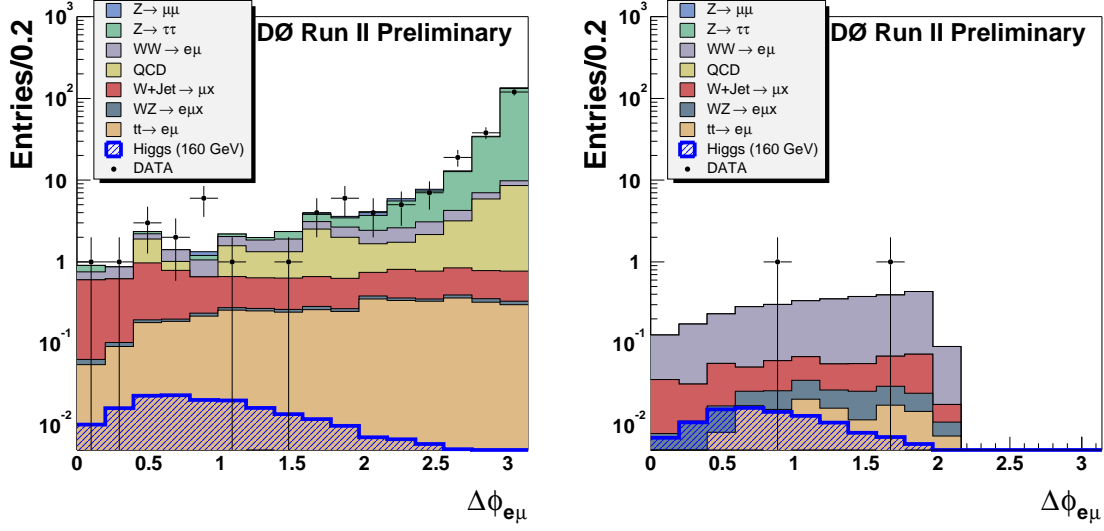 Entries/0.2
10³
10²
10
1
10⁻¹
10⁻²
DØ Run II Preliminary
Z→ μμ
Z→ ττ
WW→ eμ
QCD
W+Jet→ μx
WZ→ eμx
tt→ eμ
Higgs (160 GeV)
DATA
0 0.5 1 1.5 2 2.5 3
Δϕeμ
Entries/0.2
10³
10²
10
1
10⁻¹
10⁻²
DØ Run II Preliminary
Z→ μμ
Z→ ττ
WW→ eμ
QCD
W+Jet→ μx
WZ→ eμx
tt→ eμ
Higgs (160 GeV)
DATA
0 0.5 1 1.5 2 2.5 3
Δϕeμ